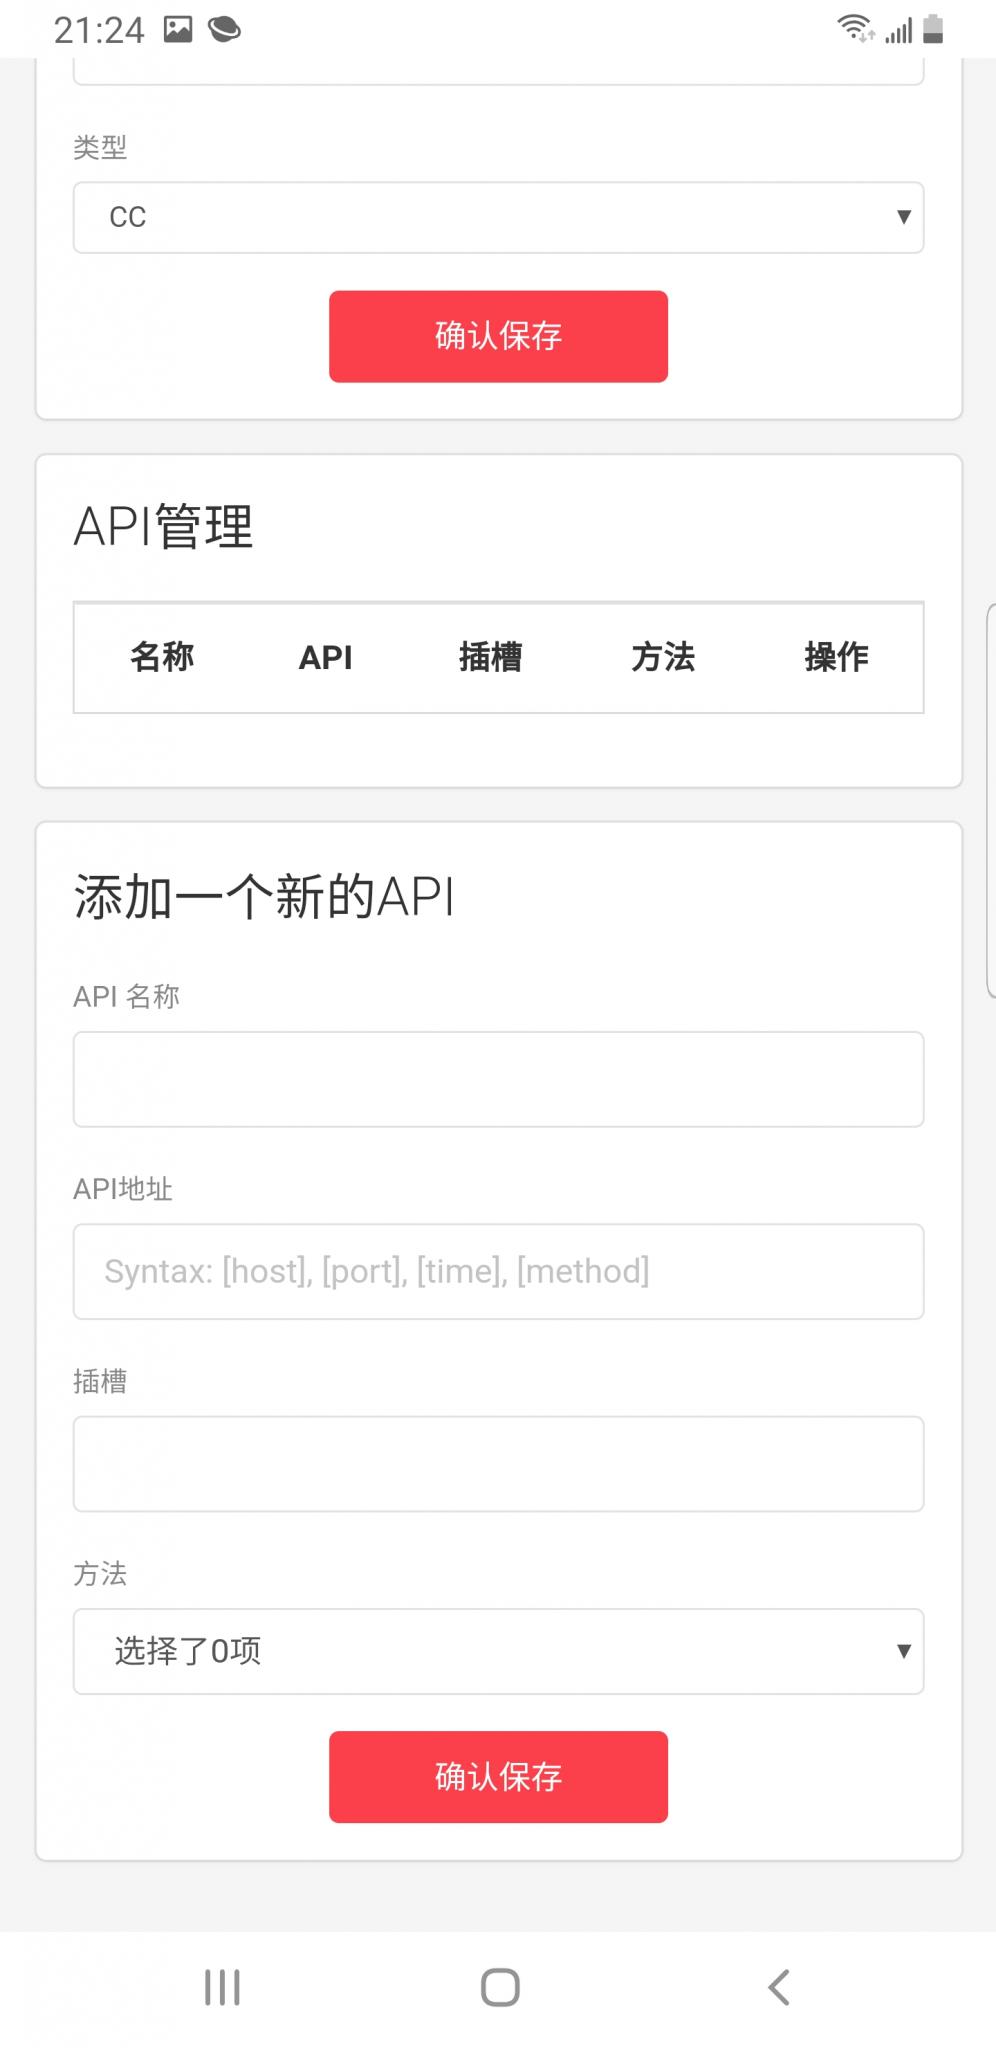 21:24
类型
CC
确认保存
API管理
名称 API 插槽 方法 操作
添加一个新的API
API 名称
API地址
Syntax: [host], [port], [time], [method]
插槽
方法
选择了0项
确认保存